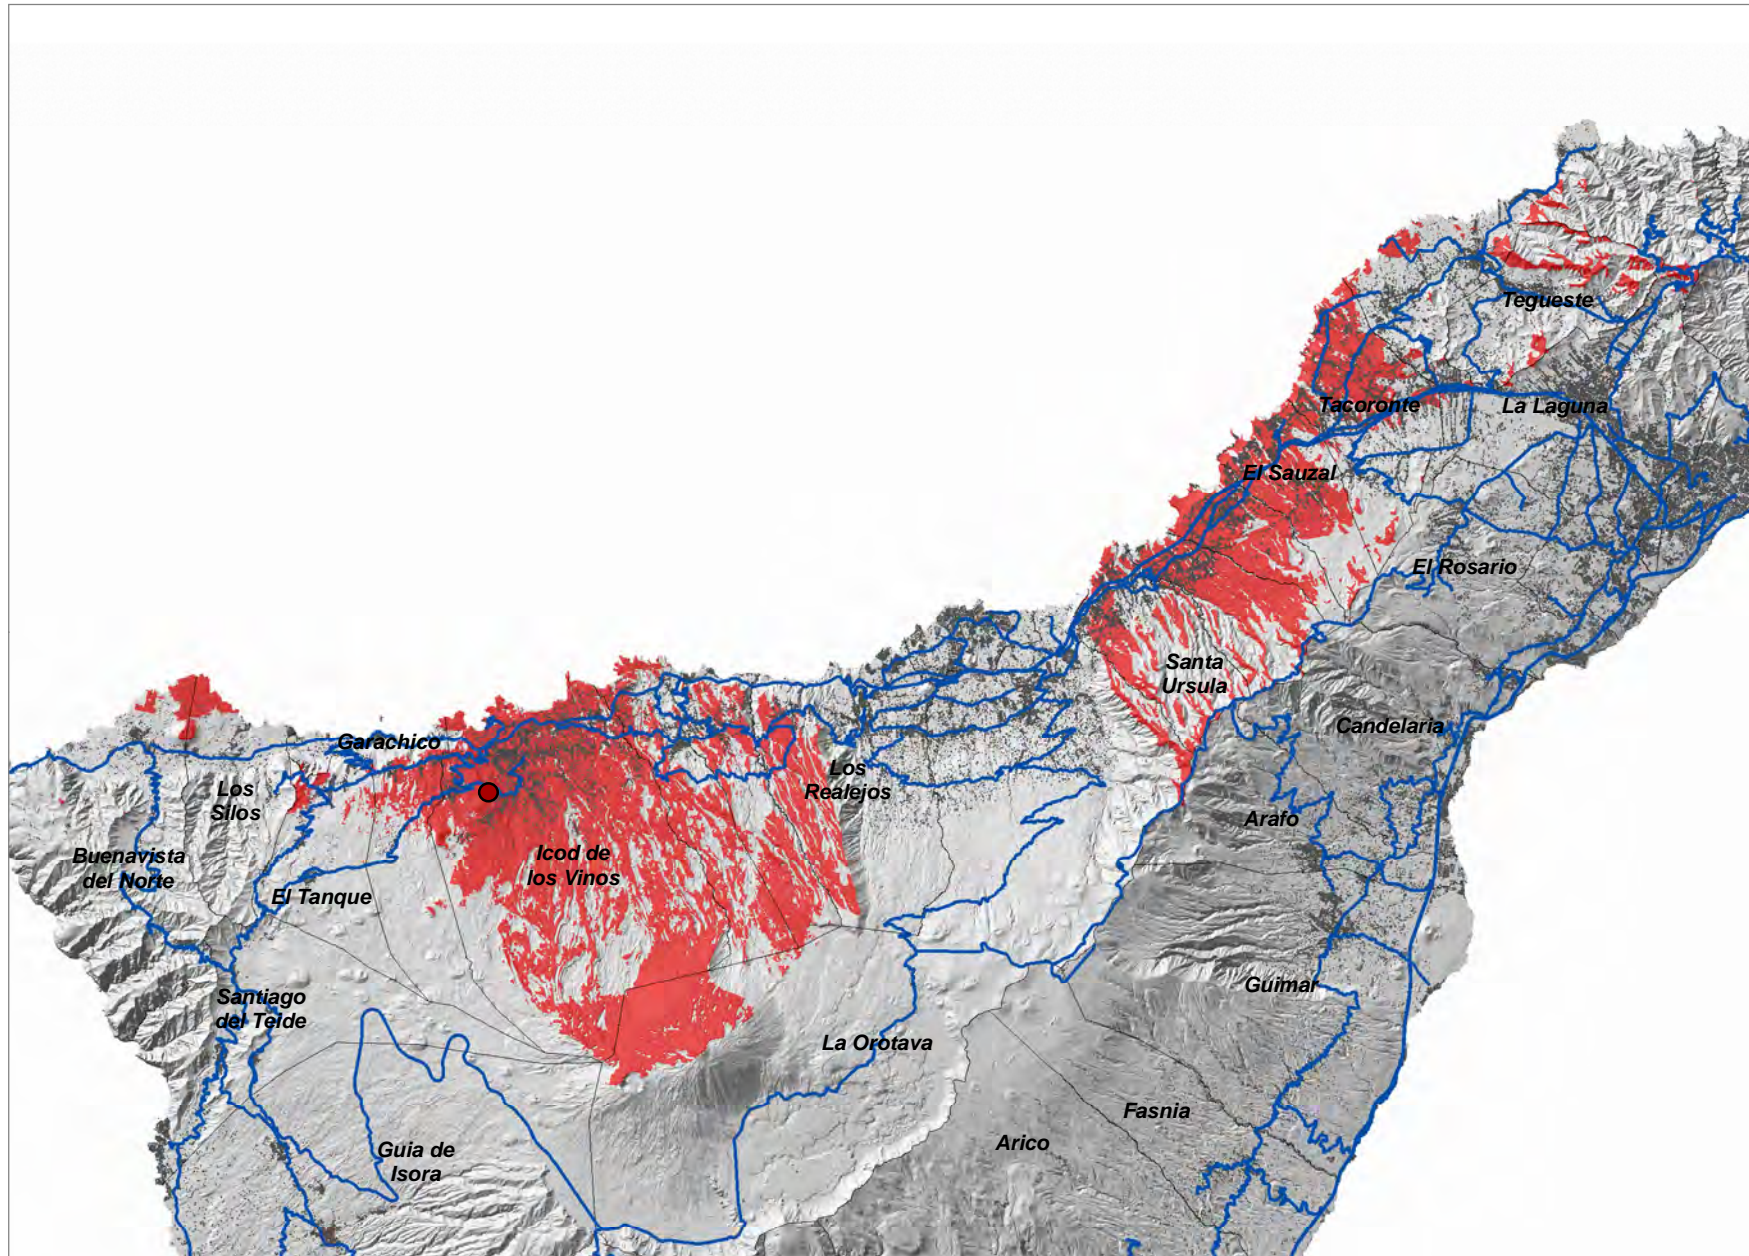 Tegueste
Tacoronte
La Laguna
El Sauzal
El Rosario
Santa
Ursula
Candelaria
Garachico
Los
Silos
Los
Realejos
Arafo
Buenavista
del Norte
Icod de
los Vinos
El Tanque
Guimar
Santiago
del Teide
La Orotava
Fasnia
Arico
Guia de
Isora